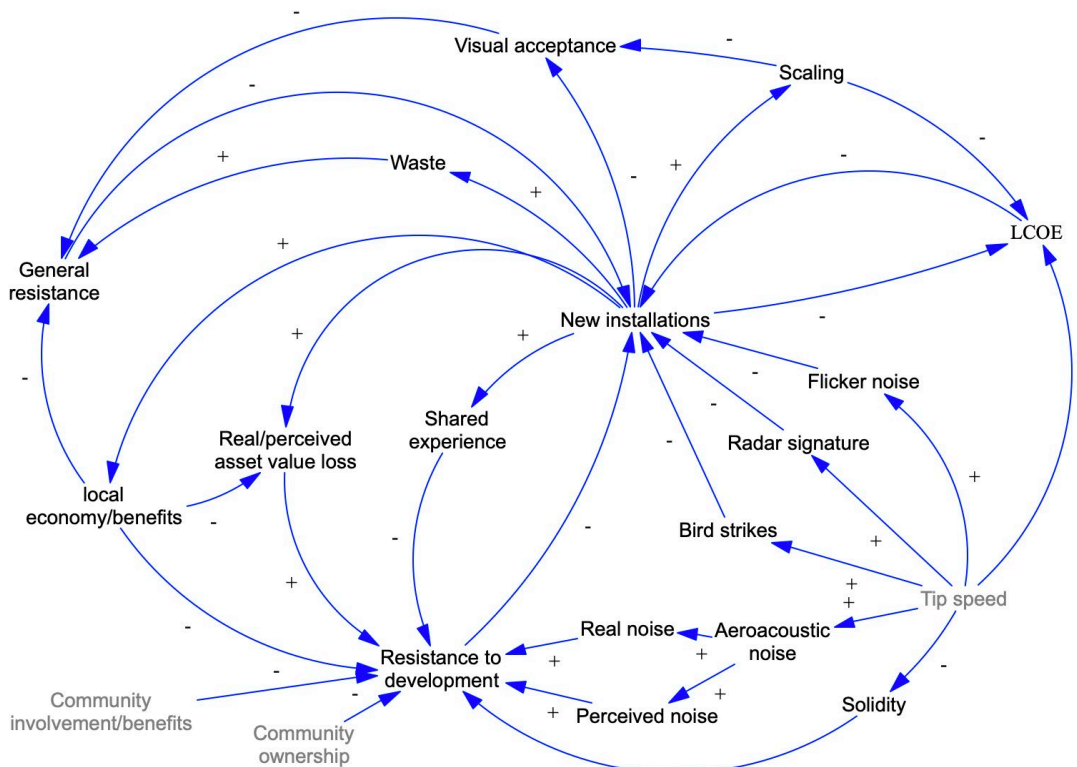 -
Visual acceptance
-
Scaling
-
-
+
Waste
-
+
+
-
LCOE
+
General
resistance
New installations
-
+
+
-
Flicker noise
-
Shared
experience
-
Radar signature
Real/perceived
asset value loss
-
+
local
economy/benefits
-
Bird strikes
-
-
+
+
+
+
Tip speed
-
Real noise
Aeroacoustic
noise
+
+
-
Resistance to
development
-
-
+
+
Perceived noise
Solidity
Community
involvement/benefits
Community
ownership